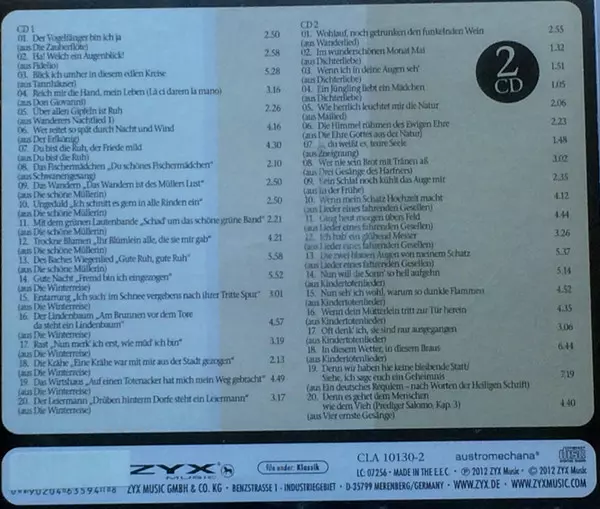 CD 1
01. Der Vogelfänger bin ich ja 2.50
(aus Die Zauberflöte)
02. Ha! Welch ein Augenblick! 2.50
(aus Fidelio)
03. Blick ich umher in diesem edlen Kreise 5.28
(aus Tannhäuser)
04. Reich mir die Hand, mein Leben (Là ci darem la mano) 3.16
(aus Don Giovanni)
05. Über allen Gipfeln ist Ruh 2.26
(aus Wanderers Nachtlied 1)
06. Wer reitet so spät durch Nacht und Wind 4.16
(aus Der Erlkönig)
07. Du bist die Ruh, der Friede mild 4.30
(aus Du bist die Ruh)
08. Das Fischermädchen „Du schönes Fischermädchen“ 2.10
(aus Schwanengesang)
09. Das Wandern „Das Wandern ist des Müllers Lust“ 2.50
(aus Die schöne Müllerin)
10. Ungeduld „Ich schnitt es gern in alle Rinden ein“ 2.50
(aus Die schöne Müllerin)
11. Mit dem grünen Lautenbande „Schad' um das schöne grüne Band“ 2.21
(aus Die schöne Müllerin)
12. Trockne Blumen „Ihr Blümlein alle, die sie mir gab“ 4.21
(aus Die schöne Müllerin)
13. Des Baches Wiegenlied „Gute Ruh, gute Ruh“ 5.58
(aus Die schöne Müllerin)
14. Gute Nacht „Fremd bin ich eingezogen“ 5.52
(aus Die Winterreise)
15. Erstarrung „Ich such' im Schnee vergebens nach ihrer Tritte Spur“ 3.01
(aus Die Winterreise)
16. Der Lindenbaum „Am Brunnen vor dem Tore
da steht ein Lindenbaum“ 4.57
(aus Die Winterreise)
17. Rast „Nun merk' ich erst, wie müd' ich bin“ 3.19
(aus Die Winterreise)
18. Die Krähe „Eine Krähe war mit mir aus der Stadt gezogen“ 2.13
(aus Die Winterreise)
19. Das Wirtshaus „Auf einen Totenacker hat mich mein Weg gebracht“ 4.49
(aus Die Winterreise)
20. Der Leiermann „Drüben hinterm Dorfe steht ein Leiermann“ 3.17
(aus Die Winterreise)
CD 2
01. Wohlauf, noch getrunken den funkelnden Wein 2.55
(aus Wanderlied)
02. Im wunderschönen Monat Mai 1.32
(aus Dichterliebe)
03. Wenn ich in deine Augen seh' 1.51
(aus Dichterliebe)
04. Ein Jüngling liebt ein Mädchen 1.05
(aus Dichterliebe)
05. Wie herrlich leuchtet mir die Natur 2.06
(aus Mailied)
06. Die Himmel rühmen des Ewigen Ehre 2.23
(aus Die Ehre Gottes aus der Natur)
07. Ja, du weißt es, teure Seele 1.48
(aus Zueignung)
08. Wer nie sein Brot mit Tränen aß 3.02
(aus Drei Gesänge des Harfners)
09. Kein Schlaf noch kühlt das Auge mir 2.35
(aus In der Frühe)
10. Wenn mein Schatz Hochzeit macht 4.12
(aus Lieder eines fahrenden Gesellen)
11. Ging heut morgen übers Feld 4.44
(aus Lieder eines fahrenden Gesellen)
12. Ich hab' ein glühend Messer 3.26
(aus Lieder eines fahrenden Gesellen)
13. Die zwei blauen Augen von meinem Schatz 5.37
(aus Lieder eines fahrenden Gesellen)
14. Nun will die Sonn' so hell aufgehn 5.14
(aus Kindertotenlieder)
15. Nun seh' ich wohl, warum so dunkle Flammen 4.52
(aus Kindertotenlieder)
16. Wenn dein Mütterlein tritt zur Tür herein 4.35
(aus Kindertotenlieder)
17. Oft denk' ich, sie sind nur ausgegangen 3.06
(aus Kindertotenlieder)
18. In diesem Wetter, in diesem Braus 6.44
(aus Kindertotenlieder)
19. Denn wir haben hie keine bleibende Statt/
Siehe, ich sage euch ein Geheimnis 7.19
(aus Ein deutsches Requiem – nach Worten der Heiligen Schrift)
20. Denn es gehet dem Menschen
wie dem Vieh (Prediger Salomo, Kap. 3) 4.40
(aus Vier ernste Gesänge)
2
CD
ZYX
MUSIC
file under: Klassik
CLA 10130-2
austromechana®
LC: 07256 - MADE IN THE E.E.C. • ℗ 2012 ZYX Music • © 2012 ZYX Music
ZYX MUSIC GMBH & CO. KG • BENZSTRASSE 1 - INDUSTRIEGEBIET • D-35799 MERENBERG/GERMANY • WWW.ZYX.DE • WWW.ZYXMUSIC.COM